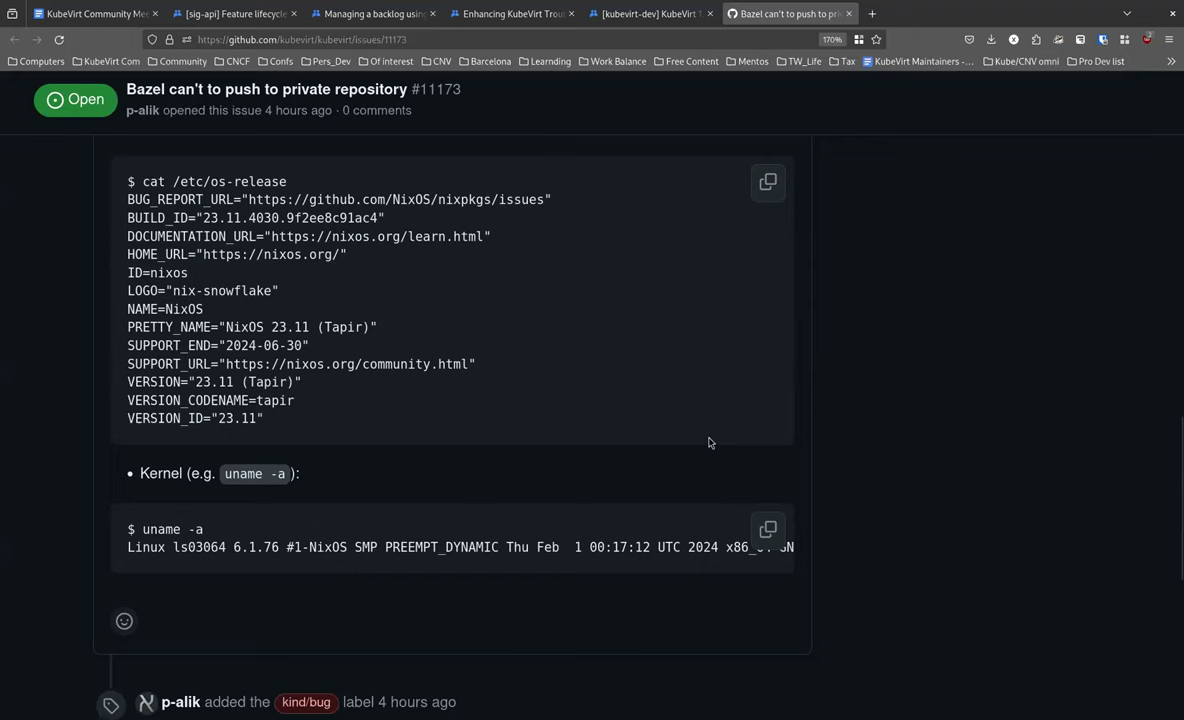 KubeVirt Community Mee
[sig-api] Feature lifecycle
Managing a backlog using
Enhancing KubeVirt Trou
[kubevirt-dev] KubeVirt 1
Bazel can't to push to pri
https://github.com/kubevirt/kubevirt/issues/11173
170%
Computers
KubeVirt Com
Community
CNCF
Confs
Pers_Dev
Of interest
CNV
Barcelona
Learnding
Work Balance
Free Content
Mentos
TW_Life
Tax
KubeVirt Maintainers -…
Kube/CNV omni
Pro Dev list
Open
Bazel can't to push to private repository #11173
p-alik opened this issue 4 hours ago · 0 comments
$ cat /etc/os-release
BUG_REPORT_URL="https://github.com/NixOS/nixpkgs/issues"
BUILD_ID="23.11.4030.9f2ee8c91ac4"
DOCUMENTATION_URL="https://nixos.org/learn.html"
HOME_URL="https://nixos.org/"
ID=nixos
LOGO="nix-snowflake"
NAME=NixOS
PRETTY_NAME="NixOS 23.11 (Tapir)"
SUPPORT_END="2024-06-30"
SUPPORT_URL="https://nixos.org/community.html"
VERSION="23.11 (Tapir)"
VERSION_CODENAME=tapir
VERSION_ID="23.11"
• Kernel (e.g. uname -a):
$ uname -a
Linux ls03064 6.1.76 #1-NixOS SMP PREEMPT_DYNAMIC Thu Feb  1 00:17:12 UTC 2024
p-alik added the kind/bug label 4 hours ago